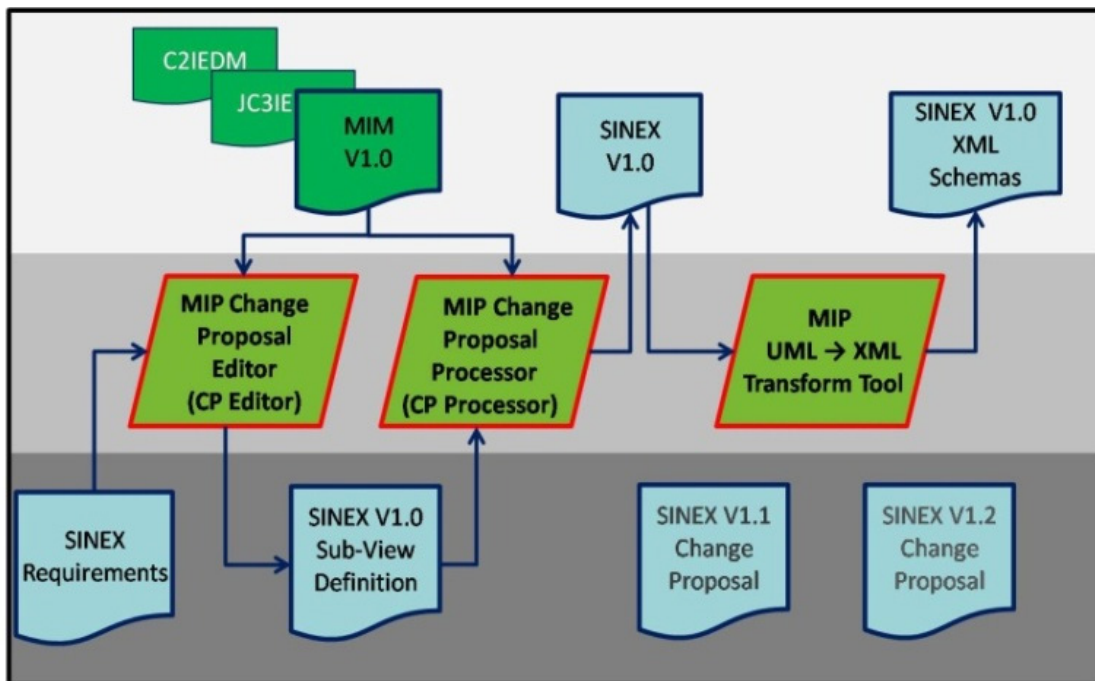 C2IEDM
JC3IE
MIM
V1.0
SINEX
V1.0
SINEX V1.0
XML
Schemas
MIP Change
Proposal
Editor
(CP Editor)
MIP Change
Proposal
Processor
(CP Processor)
MIP
UML → XML
Transform Tool
SINEX
Requirements
SINEX V1.0
Sub-View
Definition
SINEX V1.1
Change
Proposal
SINEX V1.2
Change
Proposal